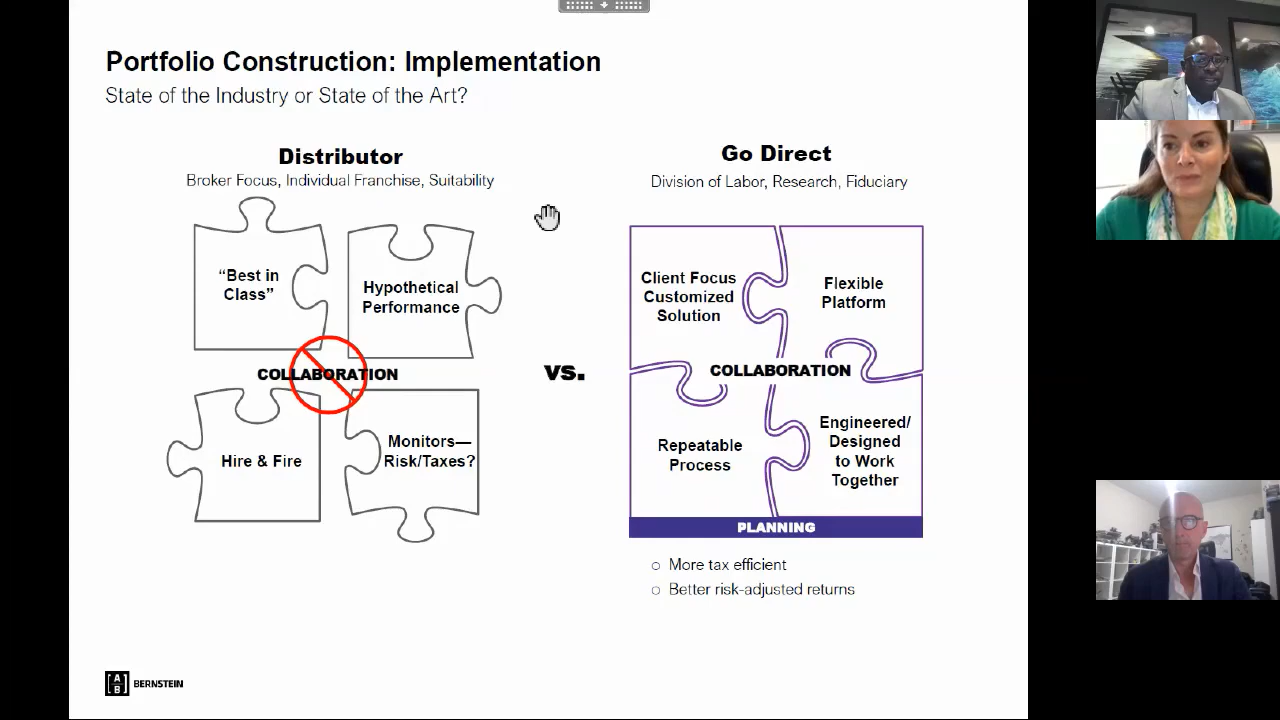 Portfolio Construction: Implementation
State of the Industry or State of the Art?
Distributor
Broker Focus, Individual Franchise, Suitability
“Best in
Class”
Hypothetical
Performance
COLLABORATION
Hire & Fire
Monitors—
Risk/Taxes?
vs.
Go Direct
Division of Labor, Research, Fiduciary
Client Focus
Customized
Solution
Flexible
Platform
COLLABORATION
Repeatable
Process
Engineered/
Designed
to Work
Together
PLANNING
○ More tax efficient
○ Better risk-adjusted returns
[A B] BERNSTEIN